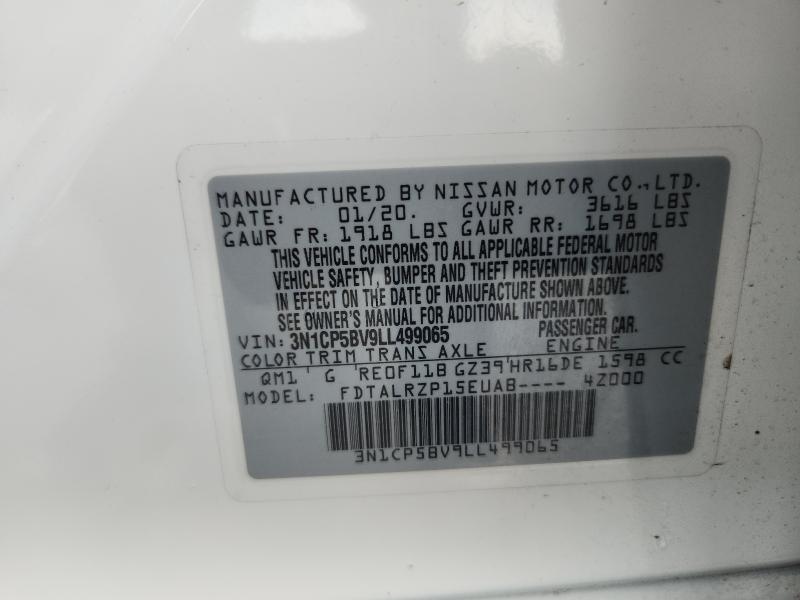 MANUFACTURED BY NISSAN MOTOR CO., LTD.
DATE: 01/20. GVWR: 3616 LBS
GAWR FR: 1918 LBS GAWR RR: 1698 LBS
THIS VEHICLE CONFORMS TO ALL APPLICABLE FEDERAL MOTOR
VEHICLE SAFETY, BUMPER AND THEFT PREVENTION STANDARDS
IN EFFECT ON THE DATE OF MANUFACTURE SHOWN ABOVE.
SEE OWNER'S MANUAL FOR ADDITIONAL INFORMATION.
VIN: 3N1CP5BV9LL499065 PASSENGER CAR.
COLOR TRIM TRANS AXLE ENGINE
QM1 G RE0F11B GZ39 HR16DE 1598 CC
MODEL: FDTALRZP15EUAB---- 4Z000
3N1CP5BV9LL499065